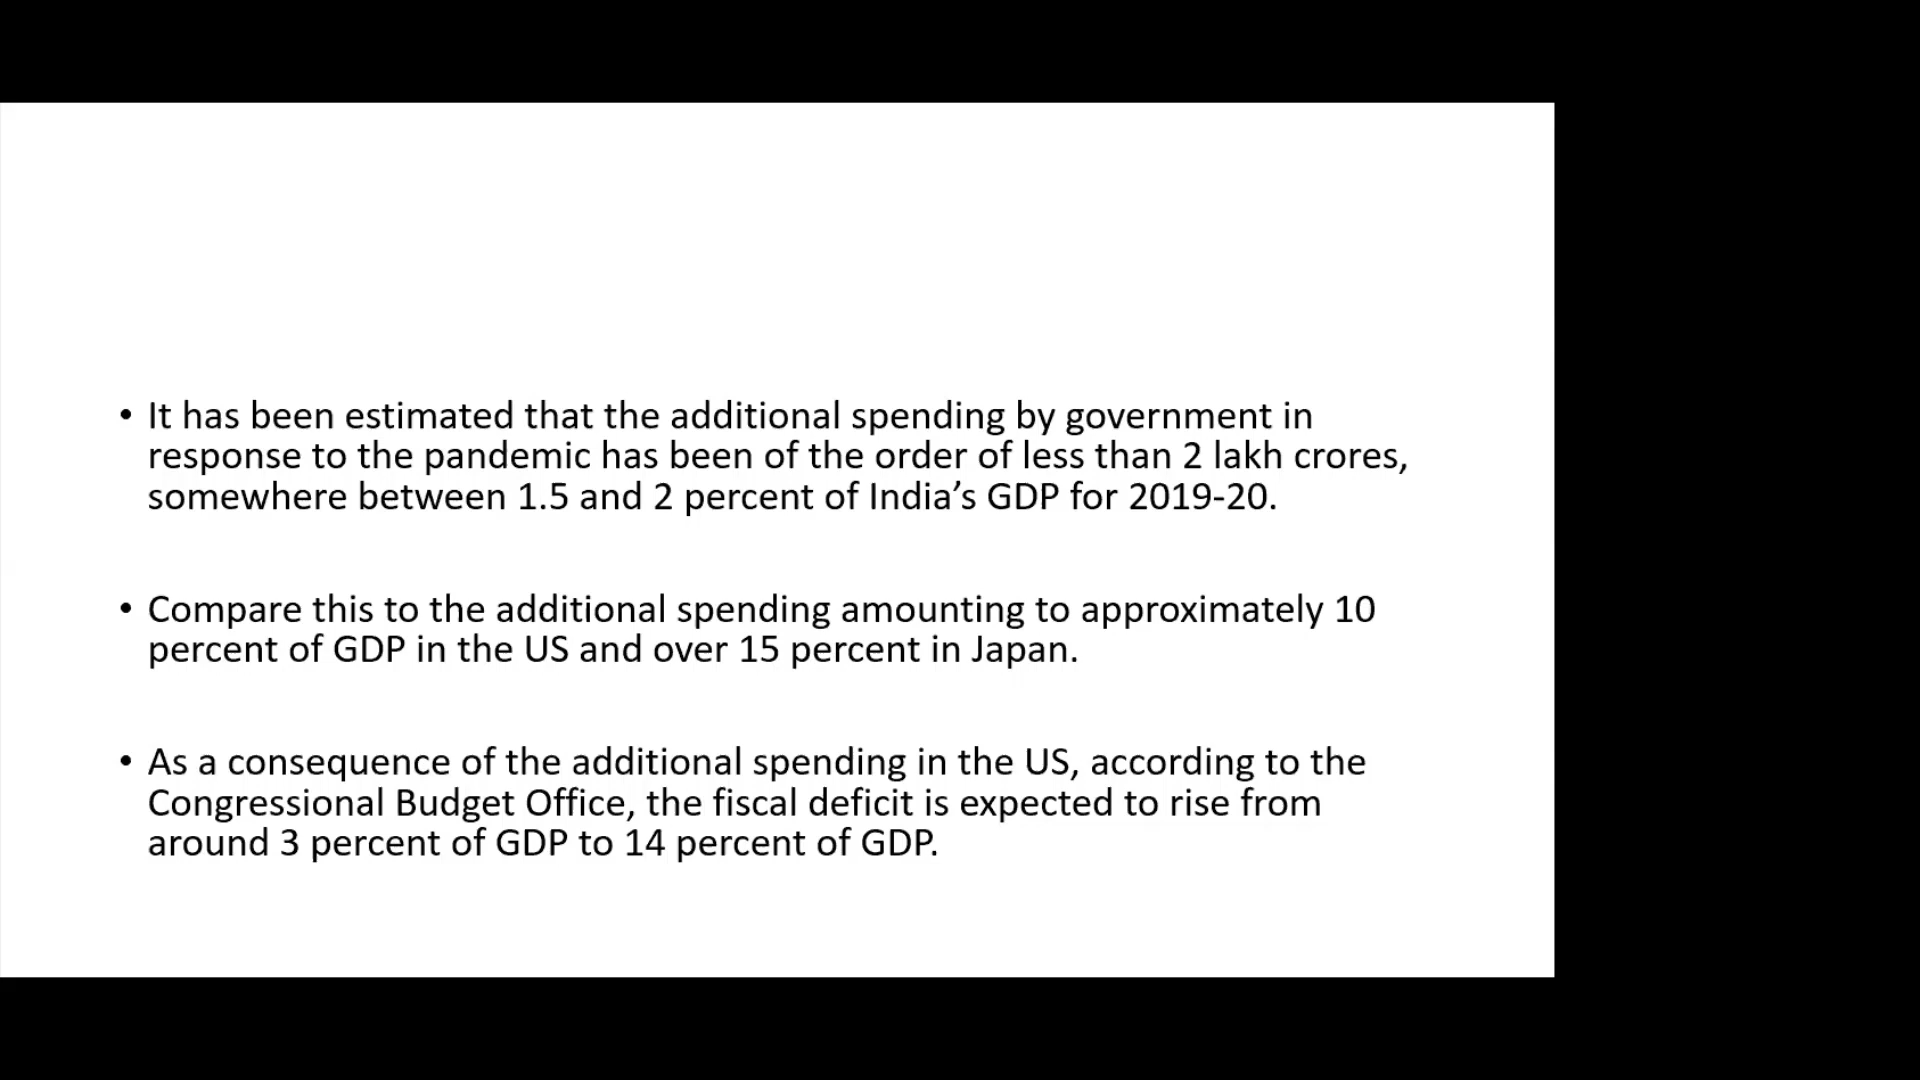 • It has been estimated that the additional spending by government in
response to the pandemic has been of the order of less than 2 lakh crores,
somewhere between 1.5 and 2 percent of India’s GDP for 2019-20.
• Compare this to the additional spending amounting to approximately 10
percent of GDP in the US and over 15 percent in Japan.
• As a consequence of the additional spending in the US, according to the
Congressional Budget Office, the fiscal deficit is expected to rise from
around 3 percent of GDP to 14 percent of GDP.